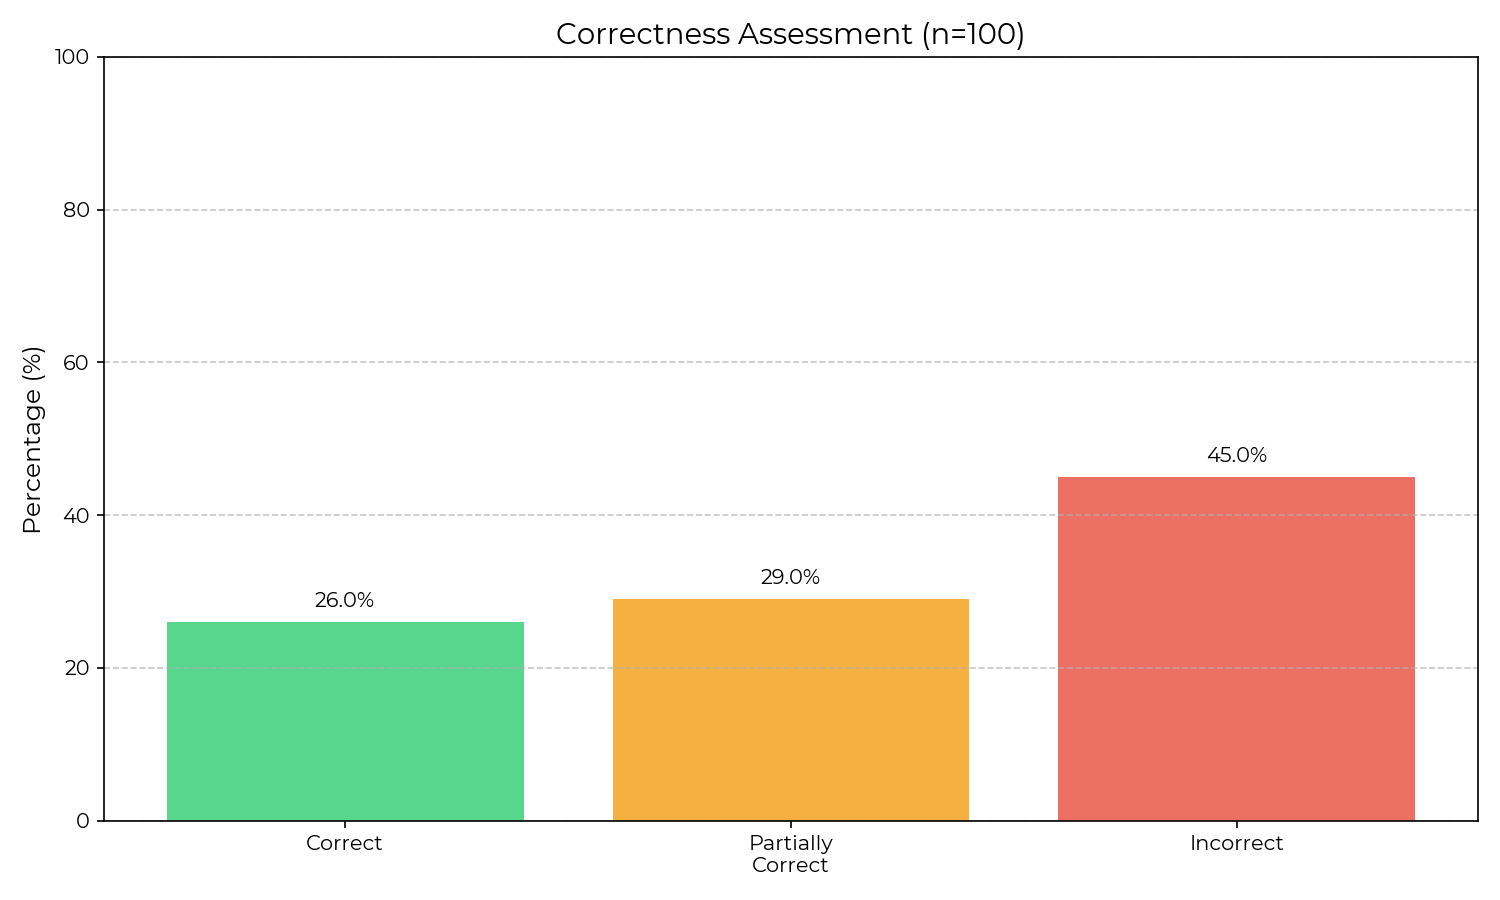 Correctness Assessment (n=100)
Percentage (%)
100
80
60
40
20
0
26.0%
29.0%
45.0%
Correct
Partially
Correct
Incorrect